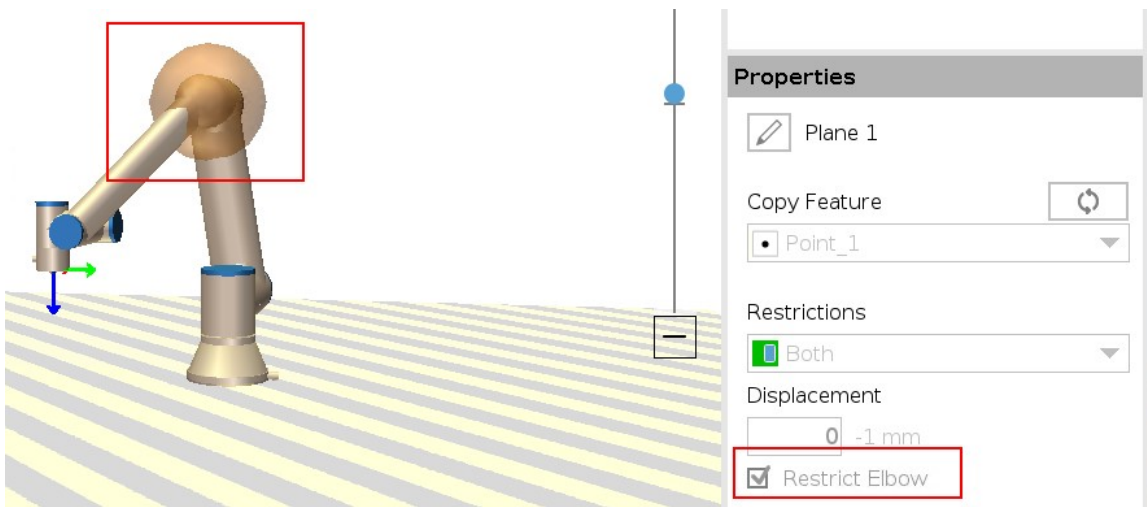 Properties
Plane 1
Copy Feature
Point_1
Restrictions
Both
Displacement
0 -1 mm
Restrict Elbow